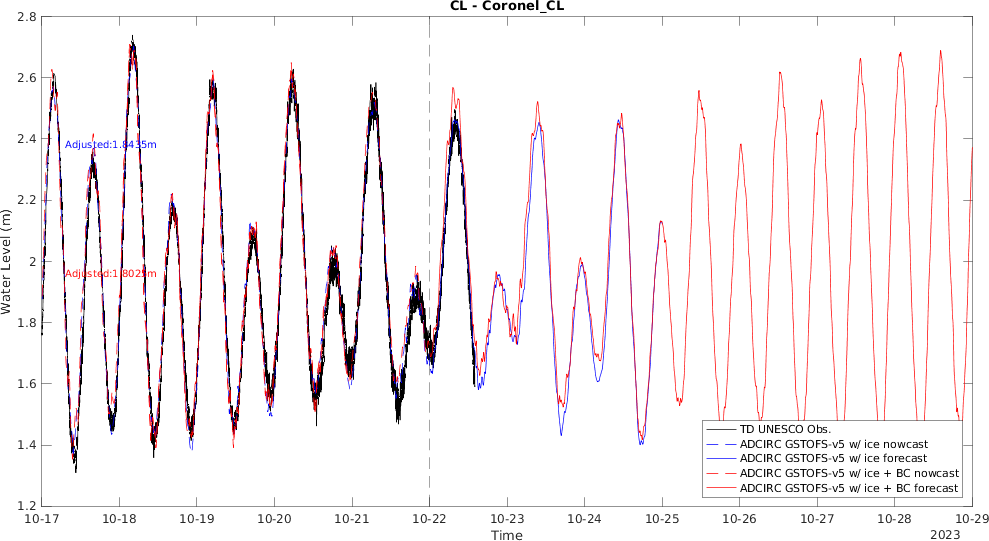 CL - Coronel_CL
2.8
2.6
2.4
2.2
2
1.8
1.6
1.4
1.2
Water Level (m)
Adjusted:1.8435m
Adjusted:1.8025m
TD UNESCO Obs.
ADCIRC GSTOFS-v5 w/ ice nowcast
ADCIRC GSTOFS-v5 w/ ice forecast
ADCIRC GSTOFS-v5 w/ ice + BC nowcast
ADCIRC GSTOFS-v5 w/ ice + BC forecast
10-17 10-18 10-19 10-20 10-21 10-22 10-23 10-24 10-25 10-26 10-27 10-28 10-29
Time
2023